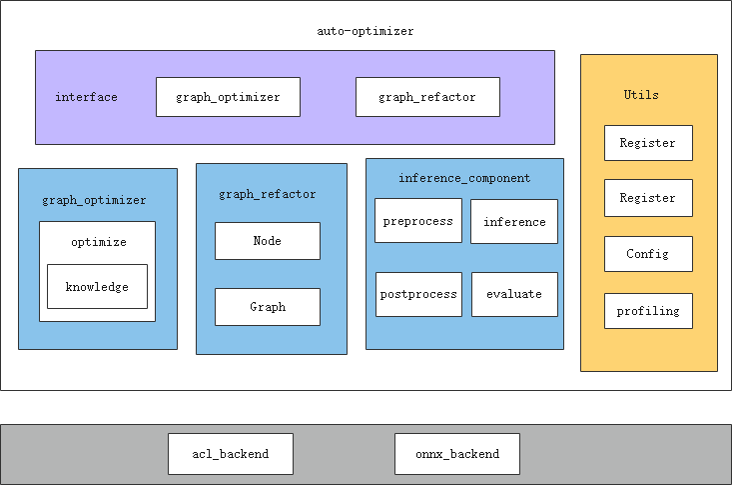 auto-optimizer
interface
graph_optimizer
graph_refactor
Utils
Register
Register
Config
profiling
graph_optimizer
optimize
knowledge
graph_refactor
Node
Graph
inference_component
preprocess
inference
postprocess
evaluate
acl_backend
onnx_backend